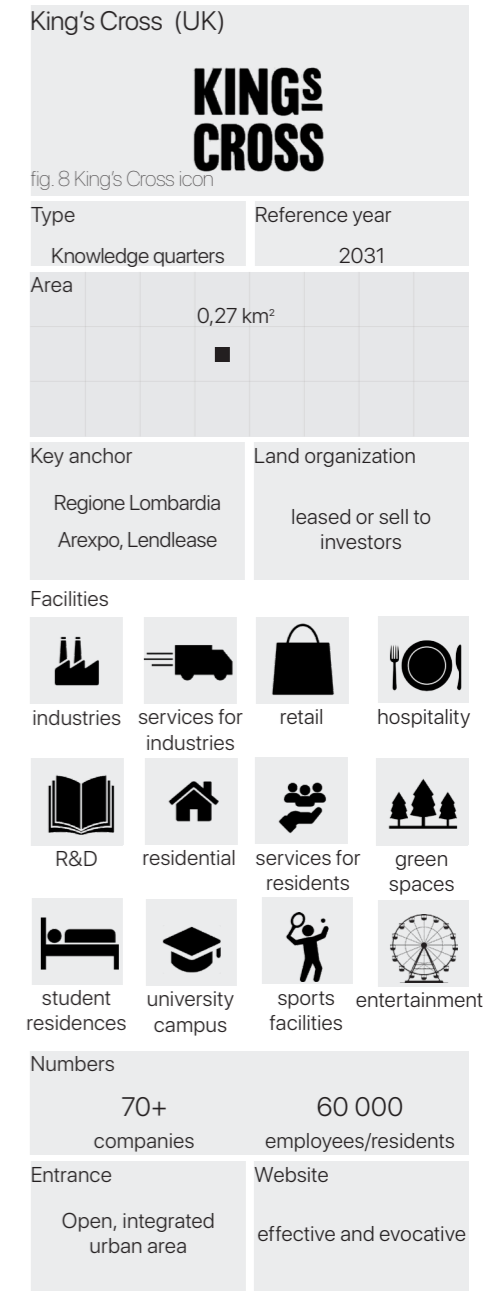 King's Cross  (UK)
KINGS
CROSS
fig. 8 King's Cross icon
Type
Knowledge quarters
Reference year
2031
Area
0,27 km²
Key anchor
Regione Lombardia
Arexpo, Lendlease
Land organization
leased or sell to
investors
Facilities
industries
services for
industries
retail
hospitality
R&D
residential
services for
residents
green
spaces
student
residences
university
campus
sports
facilities
entertainment
Numbers
70+
companies
60 000
employees/residents
Entrance
Open, integrated
urban area
Website
effective and evocative